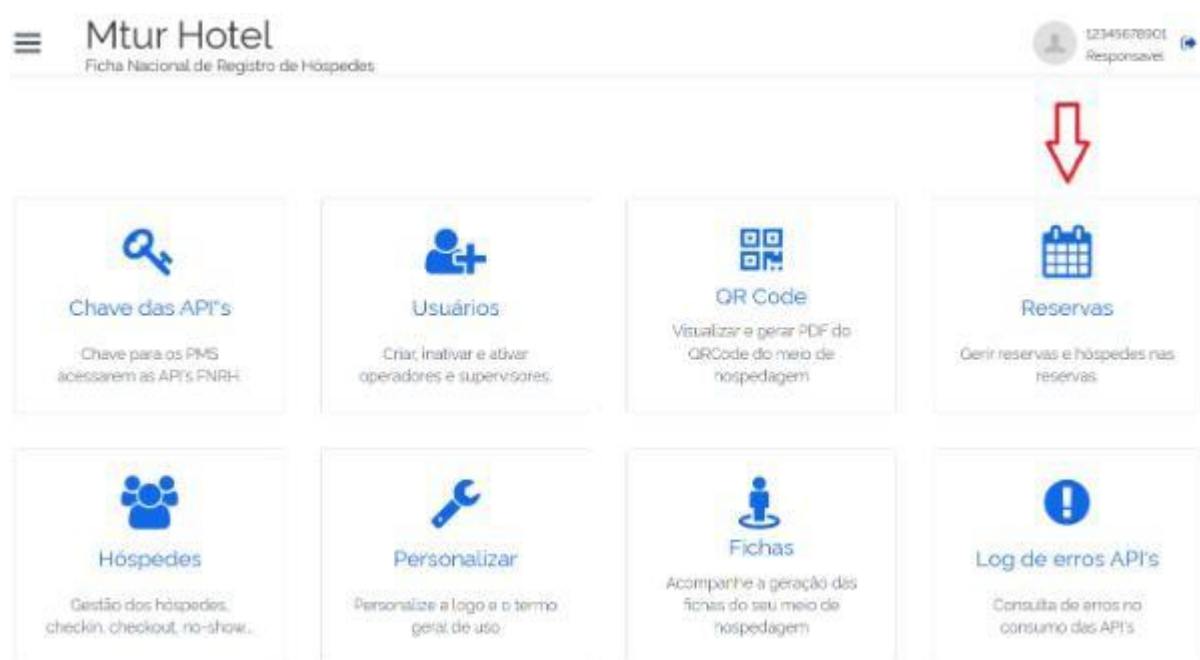 Mtur Hotel
Ficha Nacional de Registro de Hóspedes
12345678901
Responsavel
Chave das API"s
Chave para os PMS
acessarem as API's FNRH.
Usuários
Criar, inativar e ativar
operadores e supervisores.
QR Code
Visualizar e gerar PDF do
QRCode do meio de
hospedagem
Reservas
Gerir reservas e hóspedes nas
reservas
Hóspedes
Gestão dos hóspedes,
checkin, checkout, no-show...
Personalizar
Personalize a logo e o termo
geral de uso
Fichas
Acompanhe a geração das
fichas do seu meio de
hospedagem
Log de erros API's
Consulta de erros no
consumo das API's